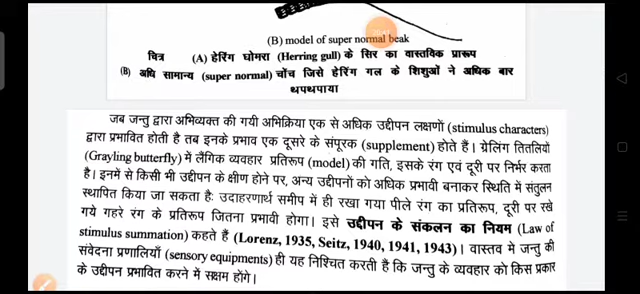 (B) model of super normal beak
चित्र (A) हेरिंग घोमरा (Herring gull) के सिर का वास्तविक प्रारूप
(B) अधि सामान्य (super normal) चोंच जिसे हेरिंग गल के शिशुओं ने अधिक बार
थपथपाया
जब जन्तु द्वारा अभिव्यक्त की गयी अभिक्रिया एक से अधिक उद्दीपन लक्षणों (stimulus characters)
द्वारा प्रभावित होती है तब इनके प्रभाव एक दूसरे के संपूरक (supplement) होते हैं। ग्रेलिंग तितलियों
(Grayling butterfly) में लैंगिक व्यवहार प्रतिरूप (model) की गति, इसके रंग एवं दूरी पर निर्भर करता
है। इनमें से किसी भी उद्दीपन के क्षीण होने पर, अन्य उद्दीपनों को अधिक प्रभावी बनाकर स्थिति में संतुलन
स्थापित किया जा सकता है: उदाहरणार्थ समीप में ही रखा गया पीले रंग का प्रतिरूप, दूरी पर रखे
गये गहरे रंग के प्रतिरूप जितना प्रभावी होगा। इसे उद्दीपन के संकलन का नियम (Law of
stimulus summation) कहते हैं (Lorenz, 1935, Seitz, 1940, 1941, 1943)। वास्तव मे जन्तु की
संवेदना प्रणालियाँ (sensory equipments) ही यह निश्चित करती है कि जन्तु के व्यवहार को किस प्रकार
के उद्दीपन प्रभावित करने में सक्षम होंगे।